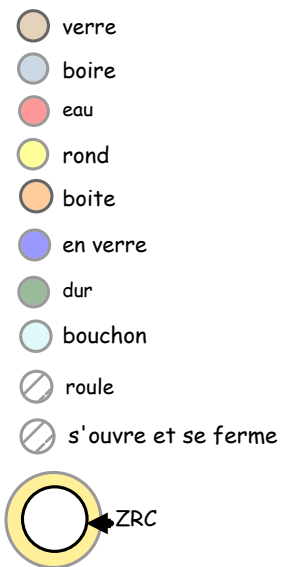 verre
boire
eau
rond
boite
en verre
dur
bouchon
roule
s'ouvre et se ferme
ZRC